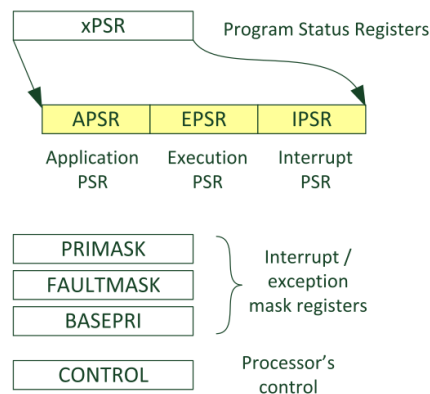 xPSR
Program Status Registers
APSR EPSR IPSR
Application Execution Interrupt
PSR PSR PSR
PRIMASK
FAULTMASK
BASEPRI
Interrupt /
exception
mask registers
CONTROL
Processor's
control